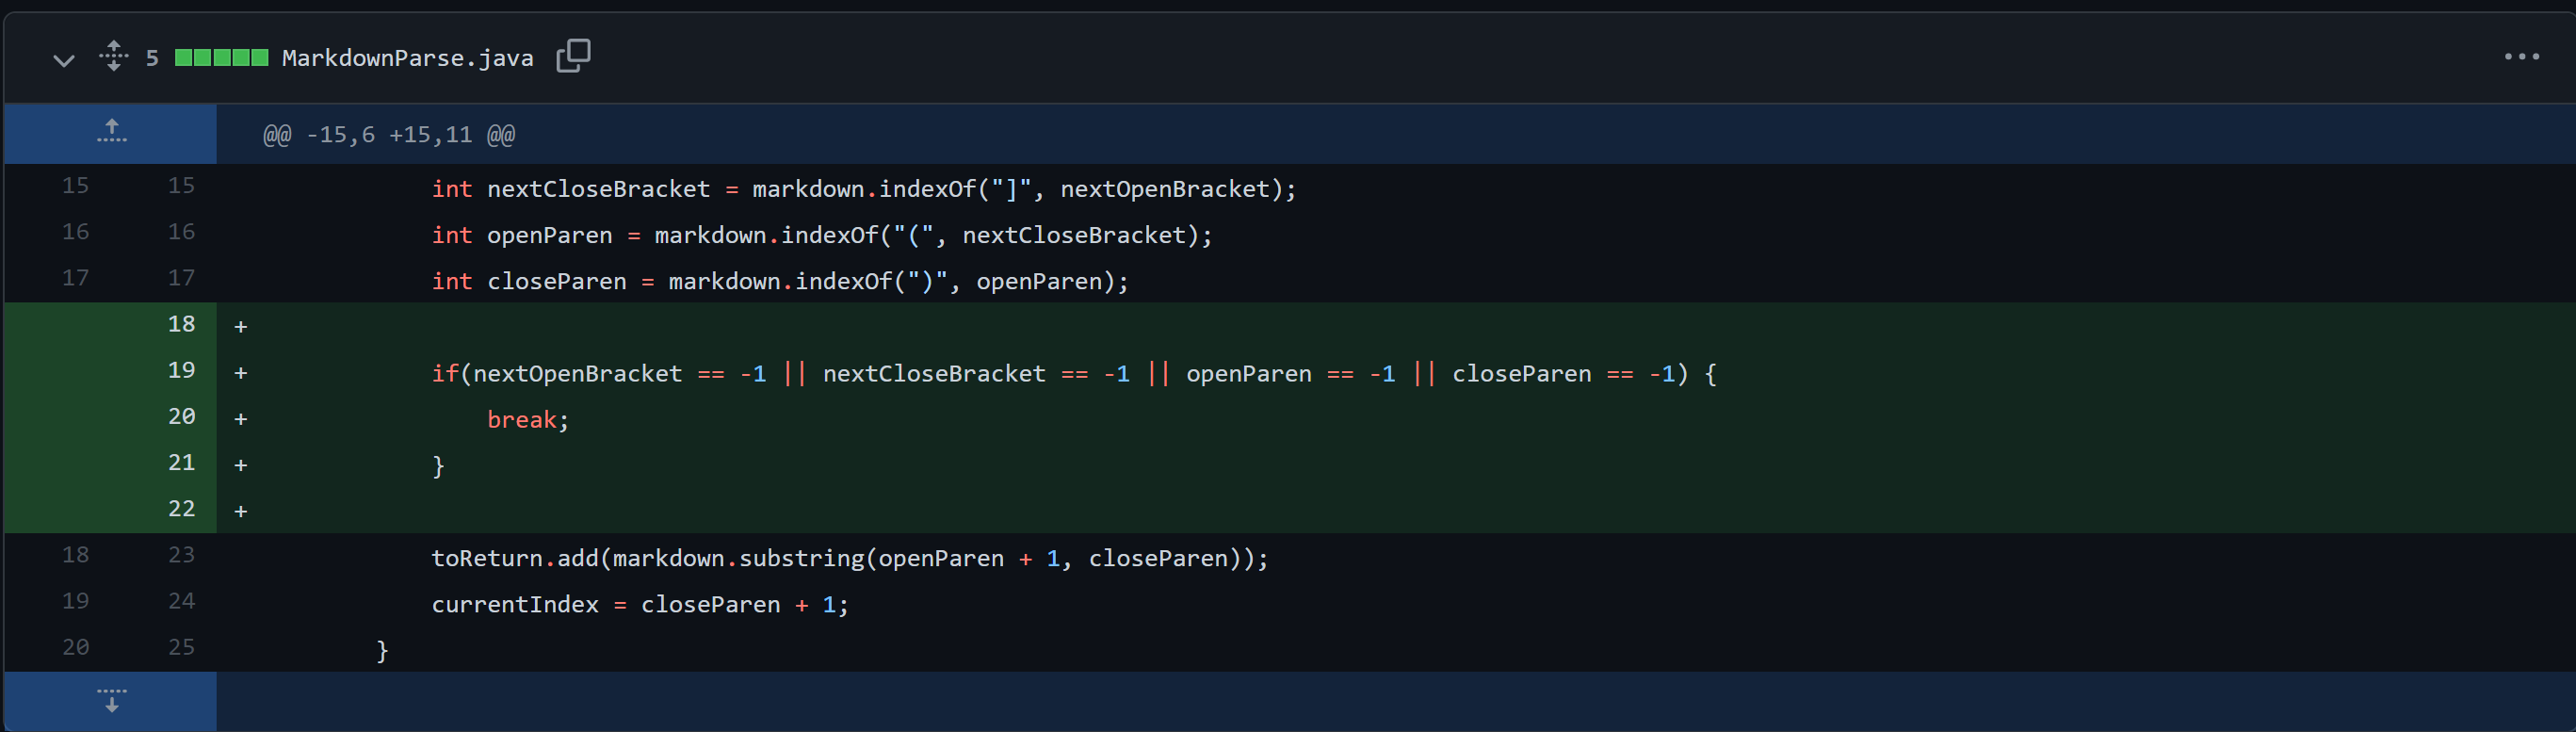 5 MarkdownParse.java
@@ -15,6 +15,11 @@
15 15 int nextCloseBracket = markdown.indexOf("]", nextOpenBracket);
16 16 int openParen = markdown.indexOf("(", nextCloseBracket);
17 17 int closeParen = markdown.indexOf(")", openParen);
18 +
19 + if(nextOpenBracket == -1 || nextCloseBracket == -1 || openParen == -1 || closeParen == -1) {
20 + break;
21 + }
22 +
18 23 toReturn.add(markdown.substring(openParen + 1, closeParen));
19 24 currentIndex = closeParen + 1;
20 25 }